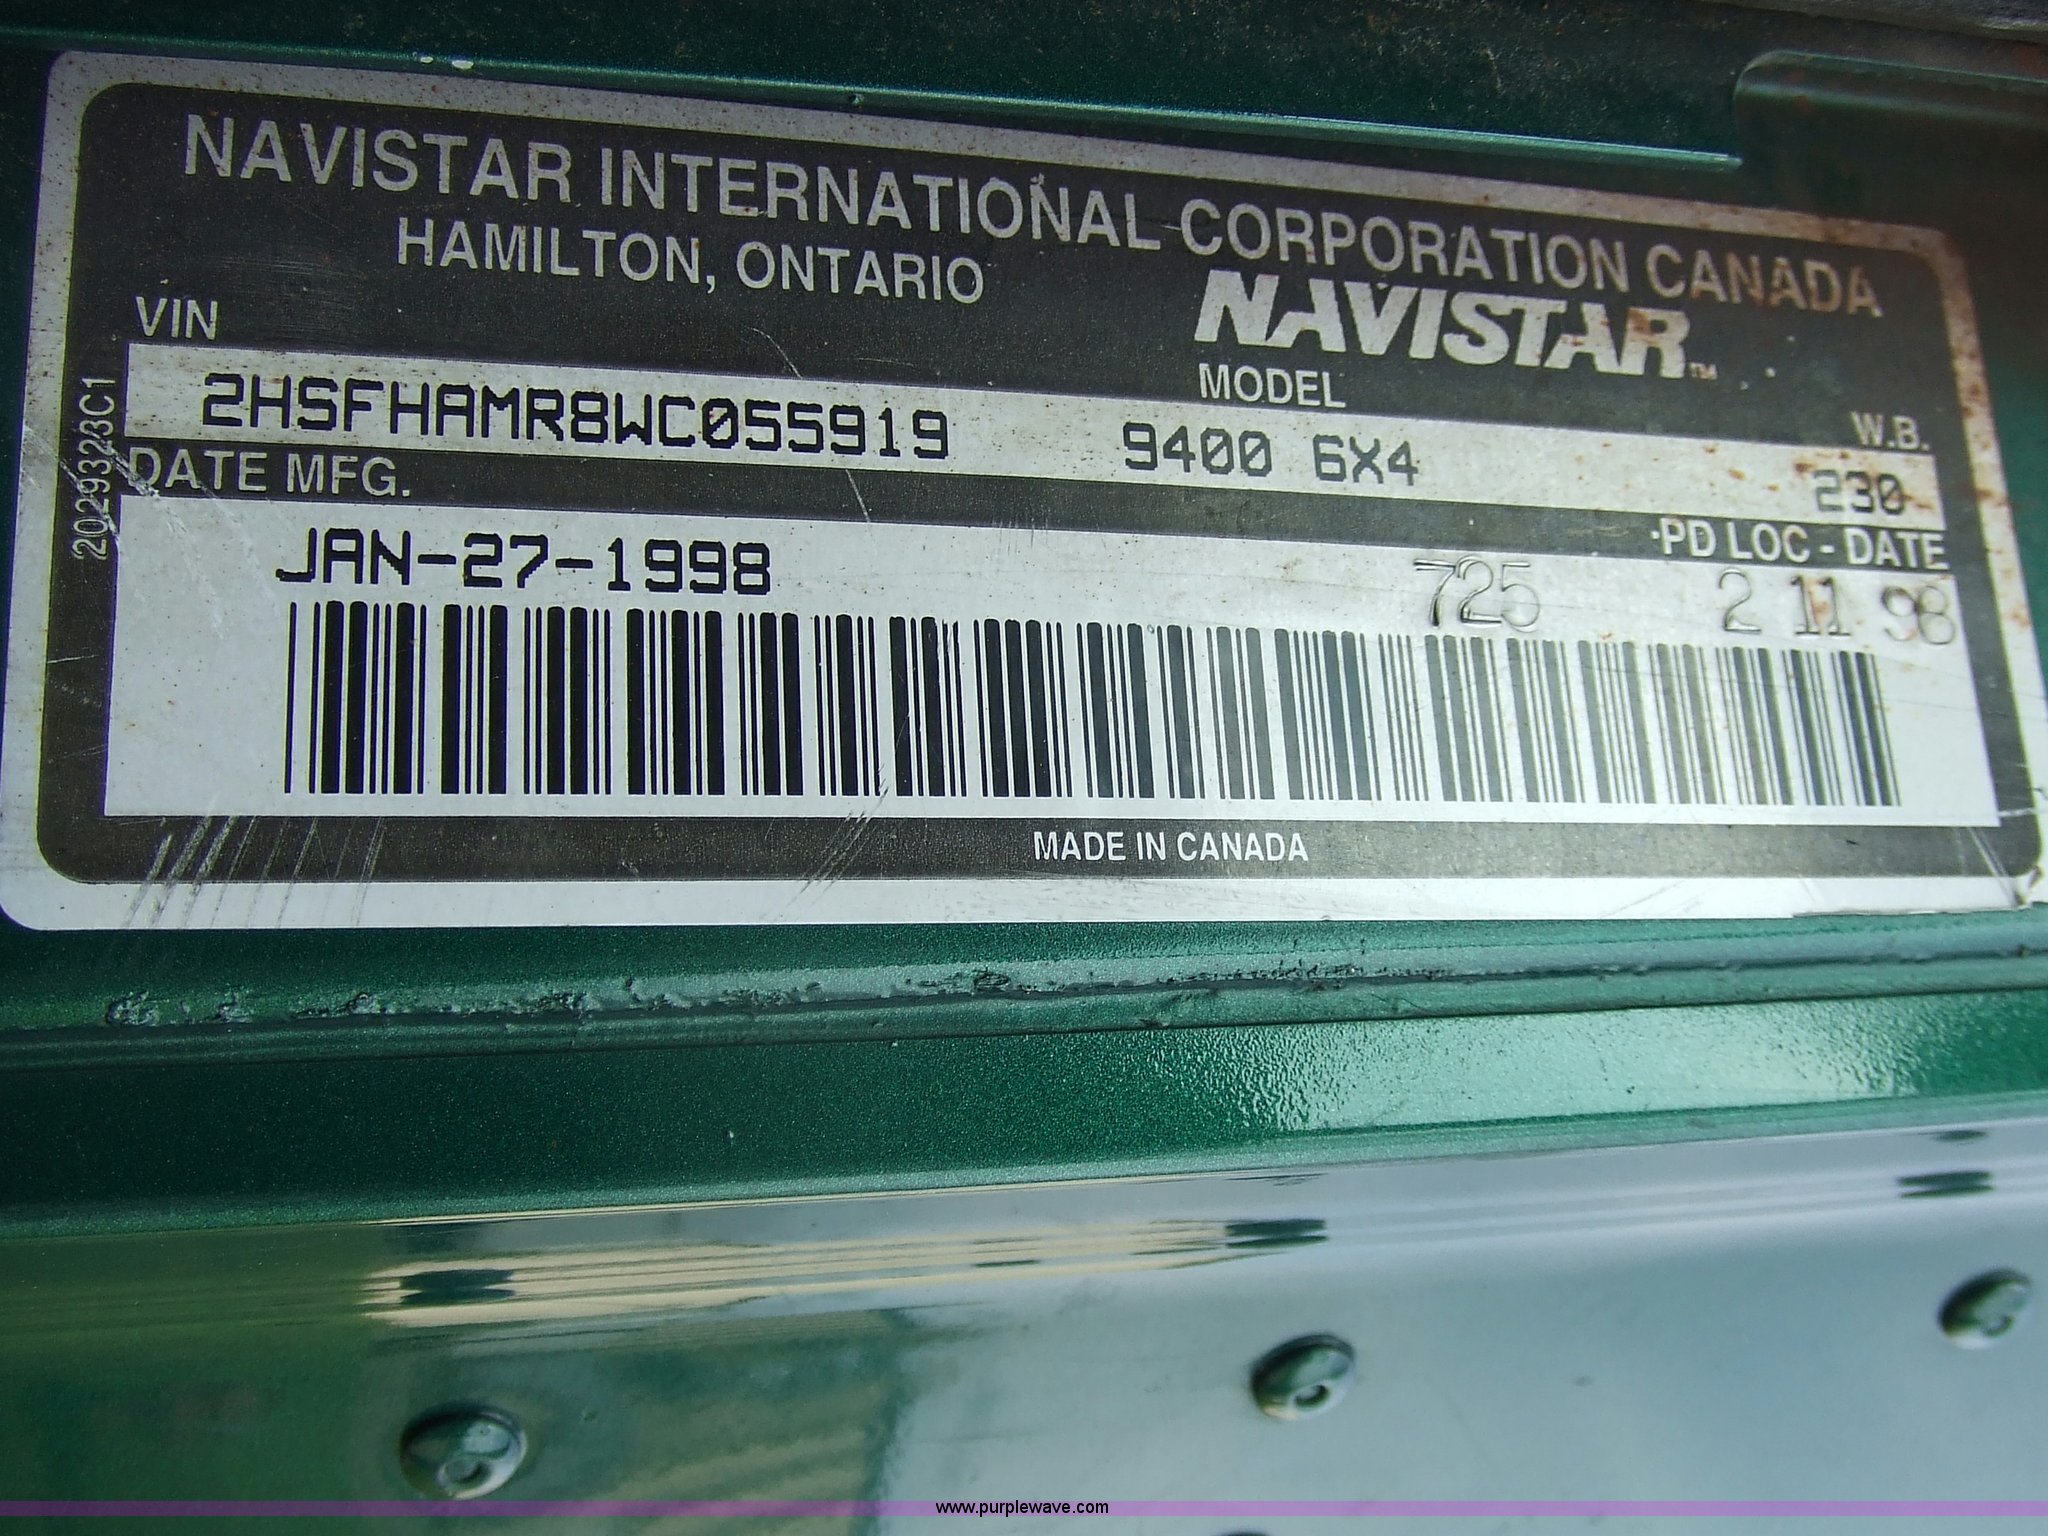 NAVISTAR INTERNATIONAL CORPORATION CANADA
HAMILTON, ONTARIO
NAVISTAR™
VIN
MODEL
W.B.
2HSFHAMR8WC055919 9400 6X4 230
DATE MFG.
PD LOC - DATE
JAN-27-1998 725 2 11 98
2029323C1
MADE IN CANADA
www.purplewave.com